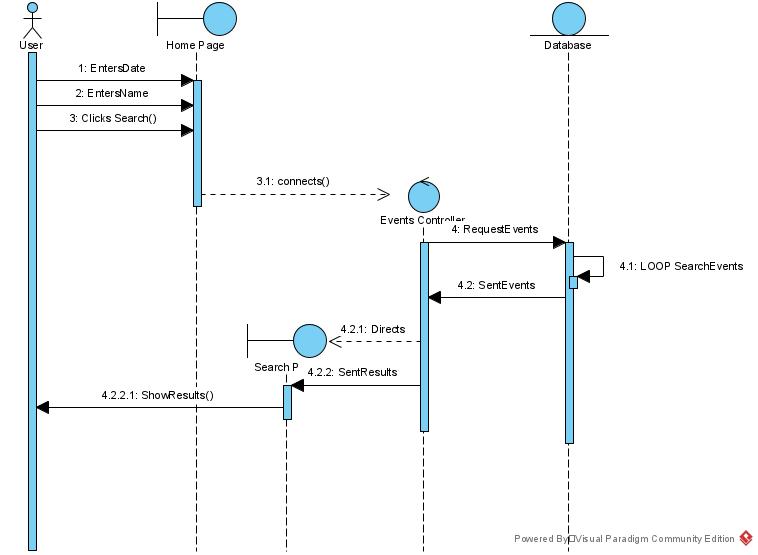 User
Home Page
Database
1: EntersDate
2: EntersName
3: Clicks Search()
3.1: connects()
Events Controller
4: RequestEvents
4.1: LOOP SearchEvents
4.2: SentEvents
4.2.1: Directs
Search P
4.2.2: SentResults
4.2.2.1: ShowResults()
Powered By Visual Paradigm Community Edition